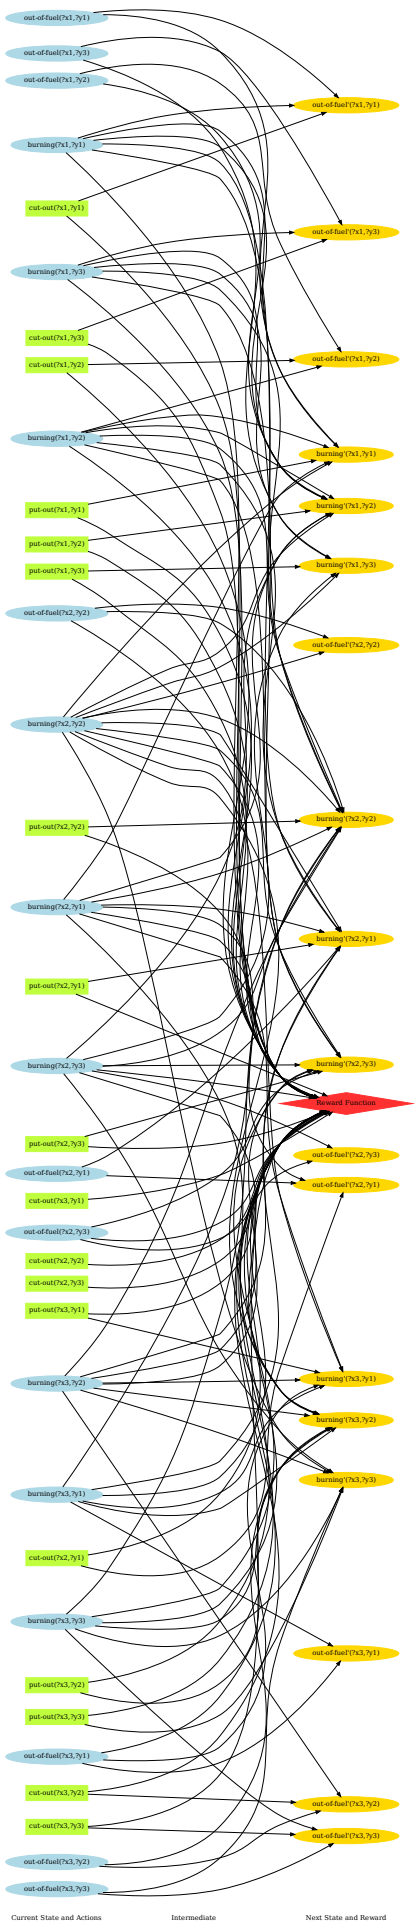 out-of-fuel(?x1,?y1)
out-of-fuel(?x1,?y3)
out-of-fuel(?x1,?y2)
out-of-fuel'(?x1,?y1)
burning(?x1,?y1)
cut-out(?x1,?y1)
out-of-fuel'(?x1,?y3)
burning(?x1,?y3)
cut-out(?x1,?y3)
out-of-fuel'(?x1,?y2)
cut-out(?x1,?y2)
burning(?x1,?y2)
burning'(?x1,?y1)
burning'(?x1,?y2)
put-out(?x1,?y1)
put-out(?x1,?y2)
burning'(?x1,?y3)
put-out(?x1,?y3)
out-of-fuel(?x2,?y2)
out-of-fuel'(?x2,?y2)
burning(?x2,?y2)
burning'(?x2,?y2)
put-out(?x2,?y2)
burning(?x2,?y1)
burning'(?x2,?y1)
put-out(?x2,?y1)
burning'(?x2,?y3)
burning(?x2,?y3)
Reward Function
put-out(?x2,?y3)
out-of-fuel'(?x2,?y3)
out-of-fuel(?x2,?y1)
out-of-fuel'(?x2,?y1)
cut-out(?x3,?y1)
out-of-fuel(?x2,?y3)
cut-out(?x2,?y2)
cut-out(?x2,?y3)
put-out(?x3,?y1)
burning'(?x3,?y1)
burning(?x3,?y2)
burning'(?x3,?y2)
burning'(?x3,?y3)
burning(?x3,?y1)
cut-out(?x2,?y1)
burning(?x3,?y3)
out-of-fuel'(?x3,?y1)
put-out(?x3,?y2)
put-out(?x3,?y3)
out-of-fuel(?x3,?y1)
cut-out(?x3,?y2)
out-of-fuel'(?x3,?y2)
cut-out(?x3,?y3)
out-of-fuel'(?x3,?y3)
out-of-fuel(?x3,?y2)
out-of-fuel(?x3,?y3)
Current State and Actions Intermediate Next State and Reward